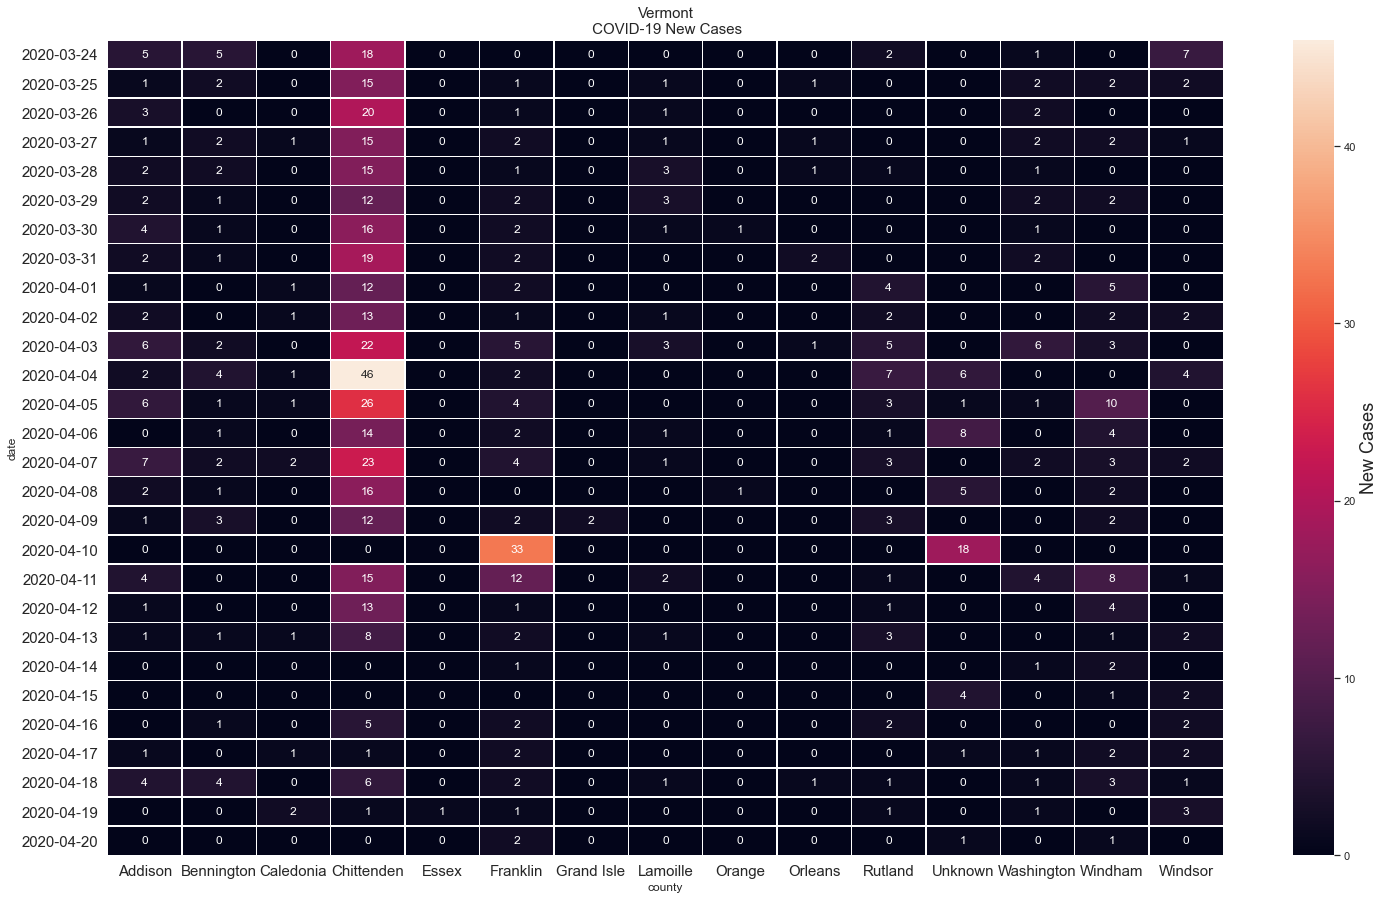 Vermont
COVID-19 New Cases
2020-03-24 5 5 0 18 0 0 0 0 0 0 2 0 1 0 7
2020-03-25 1 2 0 15 0 1 0 1 0 1 0 0 2 2 2
2020-03-26 3 0 0 20 0 1 0 1 0 0 0 0 2 0 0
2020-03-27 1 2 1 15 0 2 0 1 0 1 0 0 2 2 1
2020-03-28 2 2 0 15 0 1 0 3 0 1 1 0 1 0 0
2020-03-29 2 1 0 12 0 2 0 3 0 0 0 0 2 2 0
2020-03-30 4 1 0 16 0 2 0 1 1 0 0 0 1 0 0
2020-03-31 2 1 0 19 0 2 0 0 0 2 0 0 2 0 0
2020-04-01 1 0 1 12 0 2 0 0 0 0 4 0 0 5 0
2020-04-02 2 0 1 13 0 1 0 1 0 0 2 0 0 2 2
2020-04-03 6 2 0 22 0 5 0 3 0 1 5 0 6 3 0
2020-04-04 2 4 1 46 0 2 0 0 0 0 7 6 0 0 4
2020-04-05 6 1 1 26 0 4 0 0 0 0 3 1 1 10 0
2020-04-06 0 1 0 14 0 2 0 1 0 0 1 8 0 4 0
2020-04-07 7 2 2 23 0 4 0 1 0 0 3 0 2 3 2
2020-04-08 2 1 0 16 0 0 0 0 1 0 0 5 0 2 0
2020-04-09 1 3 0 12 0 2 2 0 0 0 3 0 0 2 0
2020-04-10 0 0 0 0 0 33 0 0 0 0 0 18 0 0 0
2020-04-11 4 0 0 15 0 12 0 2 0 0 1 0 4 8 1
2020-04-12 1 0 0 13 0 1 0 0 0 0 1 0 0 4 0
2020-04-13 1 1 1 8 0 2 0 1 0 0 3 0 0 1 2
2020-04-14 0 0 0 0 0 1 0 0 0 0 0 0 1 2 0
2020-04-15 0 0 0 0 0 0 0 0 0 0 0 4 0 1 2
2020-04-16 0 1 0 5 0 2 0 0 0 0 2 0 0 0 2
2020-04-17 1 0 1 1 0 2 0 0 0 0 0 1 1 2 2
2020-04-18 4 4 0 6 0 2 0 1 0 1 1 0 1 3 1
2020-04-19 0 0 2 1 1 1 0 0 0 0 1 0 1 0 3
2020-04-20 0 0 0 0 0 2 0 0 0 0 0 1 0 1 0
Addison Bennington Caledonia Chittenden Essex Franklin Grand Isle Lamoille Orange Orleans Rutland Unknown Washington Windham Windsor
county
date
40
30
20
10
0
New Cases